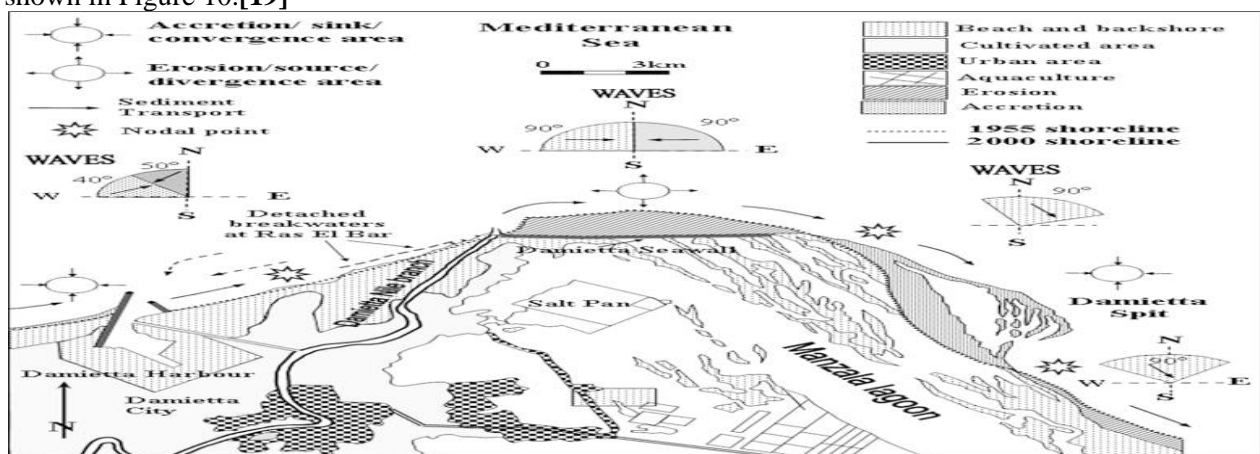 shown in Figure 10.[19]
Accretion/ sink/
convergence area
Erosion/source/
divergence area
Sediment
Transport
Nodal point
Mediterranean
Sea
0 3km
Beach and backshore
Cultivated area
Urban area
Aquaculture
Erosion
Accretion
1955 shoreline
2000 shoreline
WAVES
N
50°
40°
W E
S
WAVES
N
90° 90°
W E
S
WAVES
N
90°
S
Detached
breakwaters
at Ras El Bar
Damietta Seawall
Damietta Nile branch
Salt Pan
Manzala lagoon
Damietta
Spit
N
90°
W E
S
Damietta Harbour
Damietta
City
N